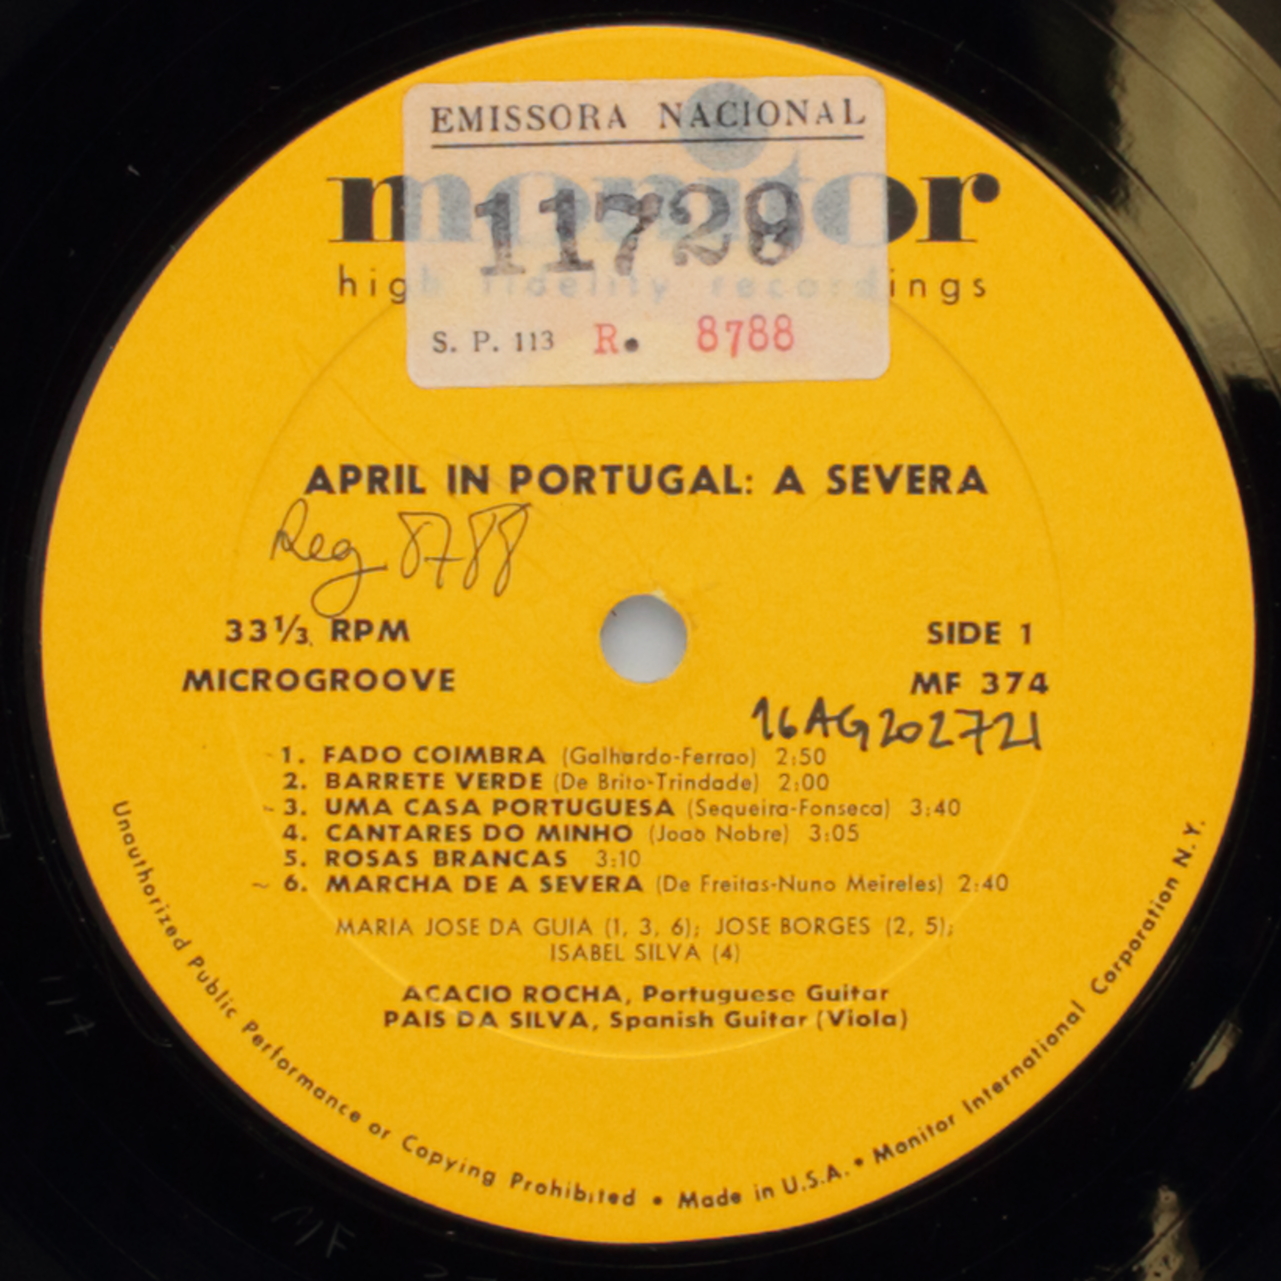 EMISSORA NACIONAL
monitor
11729
high fidelity recordings
S. P. 113 R. 8788
APRIL IN PORTUGAL: A SEVERA
Reg 8788
33⅓ RPM
MICROGROOVE
SIDE 1
MF 374
16AG202721
1. FADO COIMBRA (Galhardo-Ferrao) 2:50
2. BARRETE VERDE (De Brito-Trindade) 2:00
3. UMA CASA PORTUGUESA (Sequeira-Fonseca) 3:40
4. CANTARES DO MINHO (Joao Nobre) 3:05
5. ROSAS BRANCAS 3:10
6. MARCHA DE A SEVERA (De Freitas-Nuno Meireles) 2:40
MARIA JOSE DA GUIA (1, 3, 6); JOSE BORGES (2, 5);
ISABEL SILVA (4)
ACACIO ROCHA, Portuguese Guitar
PAIS DA SILVA, Spanish Guitar (Viola)
Unauthorized Public Performance or Copying Prohibited • Made in U.S.A. • Monitor International Corporation N.Y.
MF